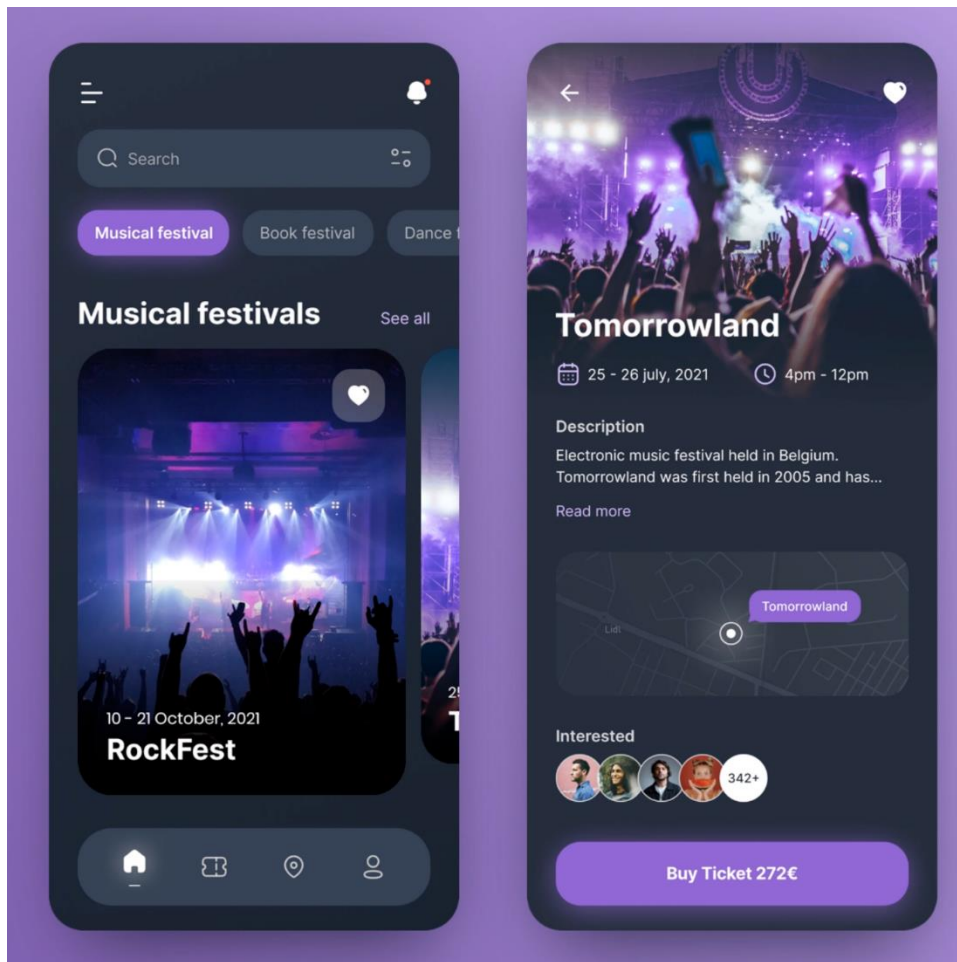 Search
Musical festival
Book festival
Dance f
Musical festivals
See all
10 - 21 October, 2021
RockFest
25
T
Tomorrowland
25 - 26 july, 2021
4pm - 12pm
Description
Electronic music festival held in Belgium.
Tomorrowland was first held in 2005 and has...
Read more
Tomorrowland
Lidl
Interested
342+
Buy Ticket 272€